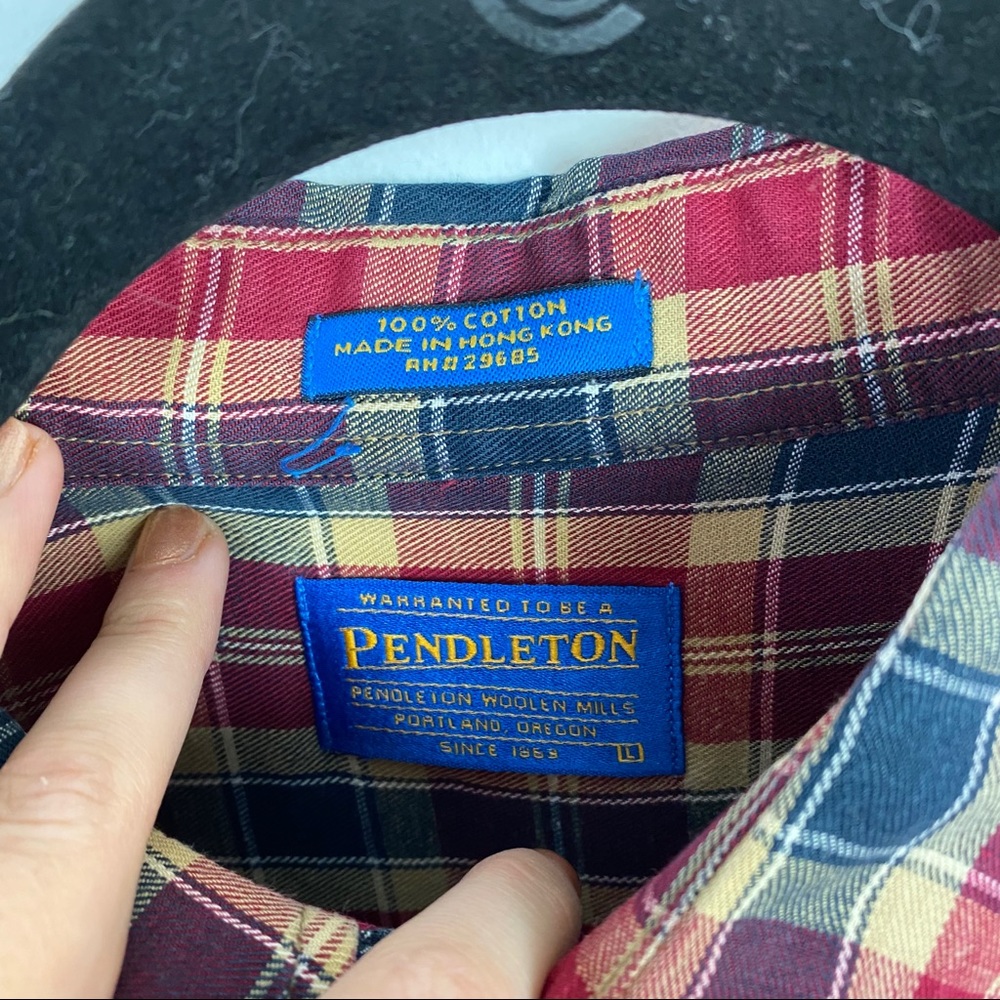 100% COTTON
MADE IN HONG KONG
RN#29685
WARRANTED TO BE A
PENDLETON
PENDLETON WOOLEN MILLS
PORTLAND, OREGON
SINCE 1863 L